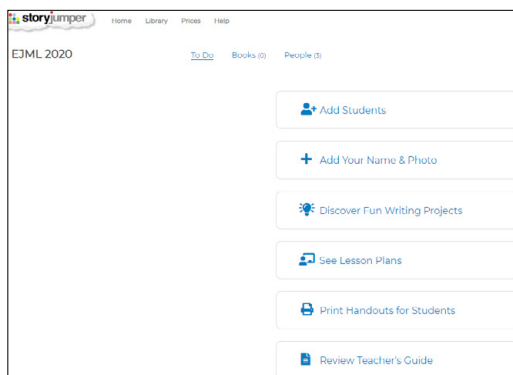 storyjumper Home Library Prices Help
EJML 2020 To Do Books (0) People (3)
Add Students
Add Your Name & Photo
Discover Fun Writing Projects
See Lesson Plans
Print Handouts for Students
Review Teacher's Guide